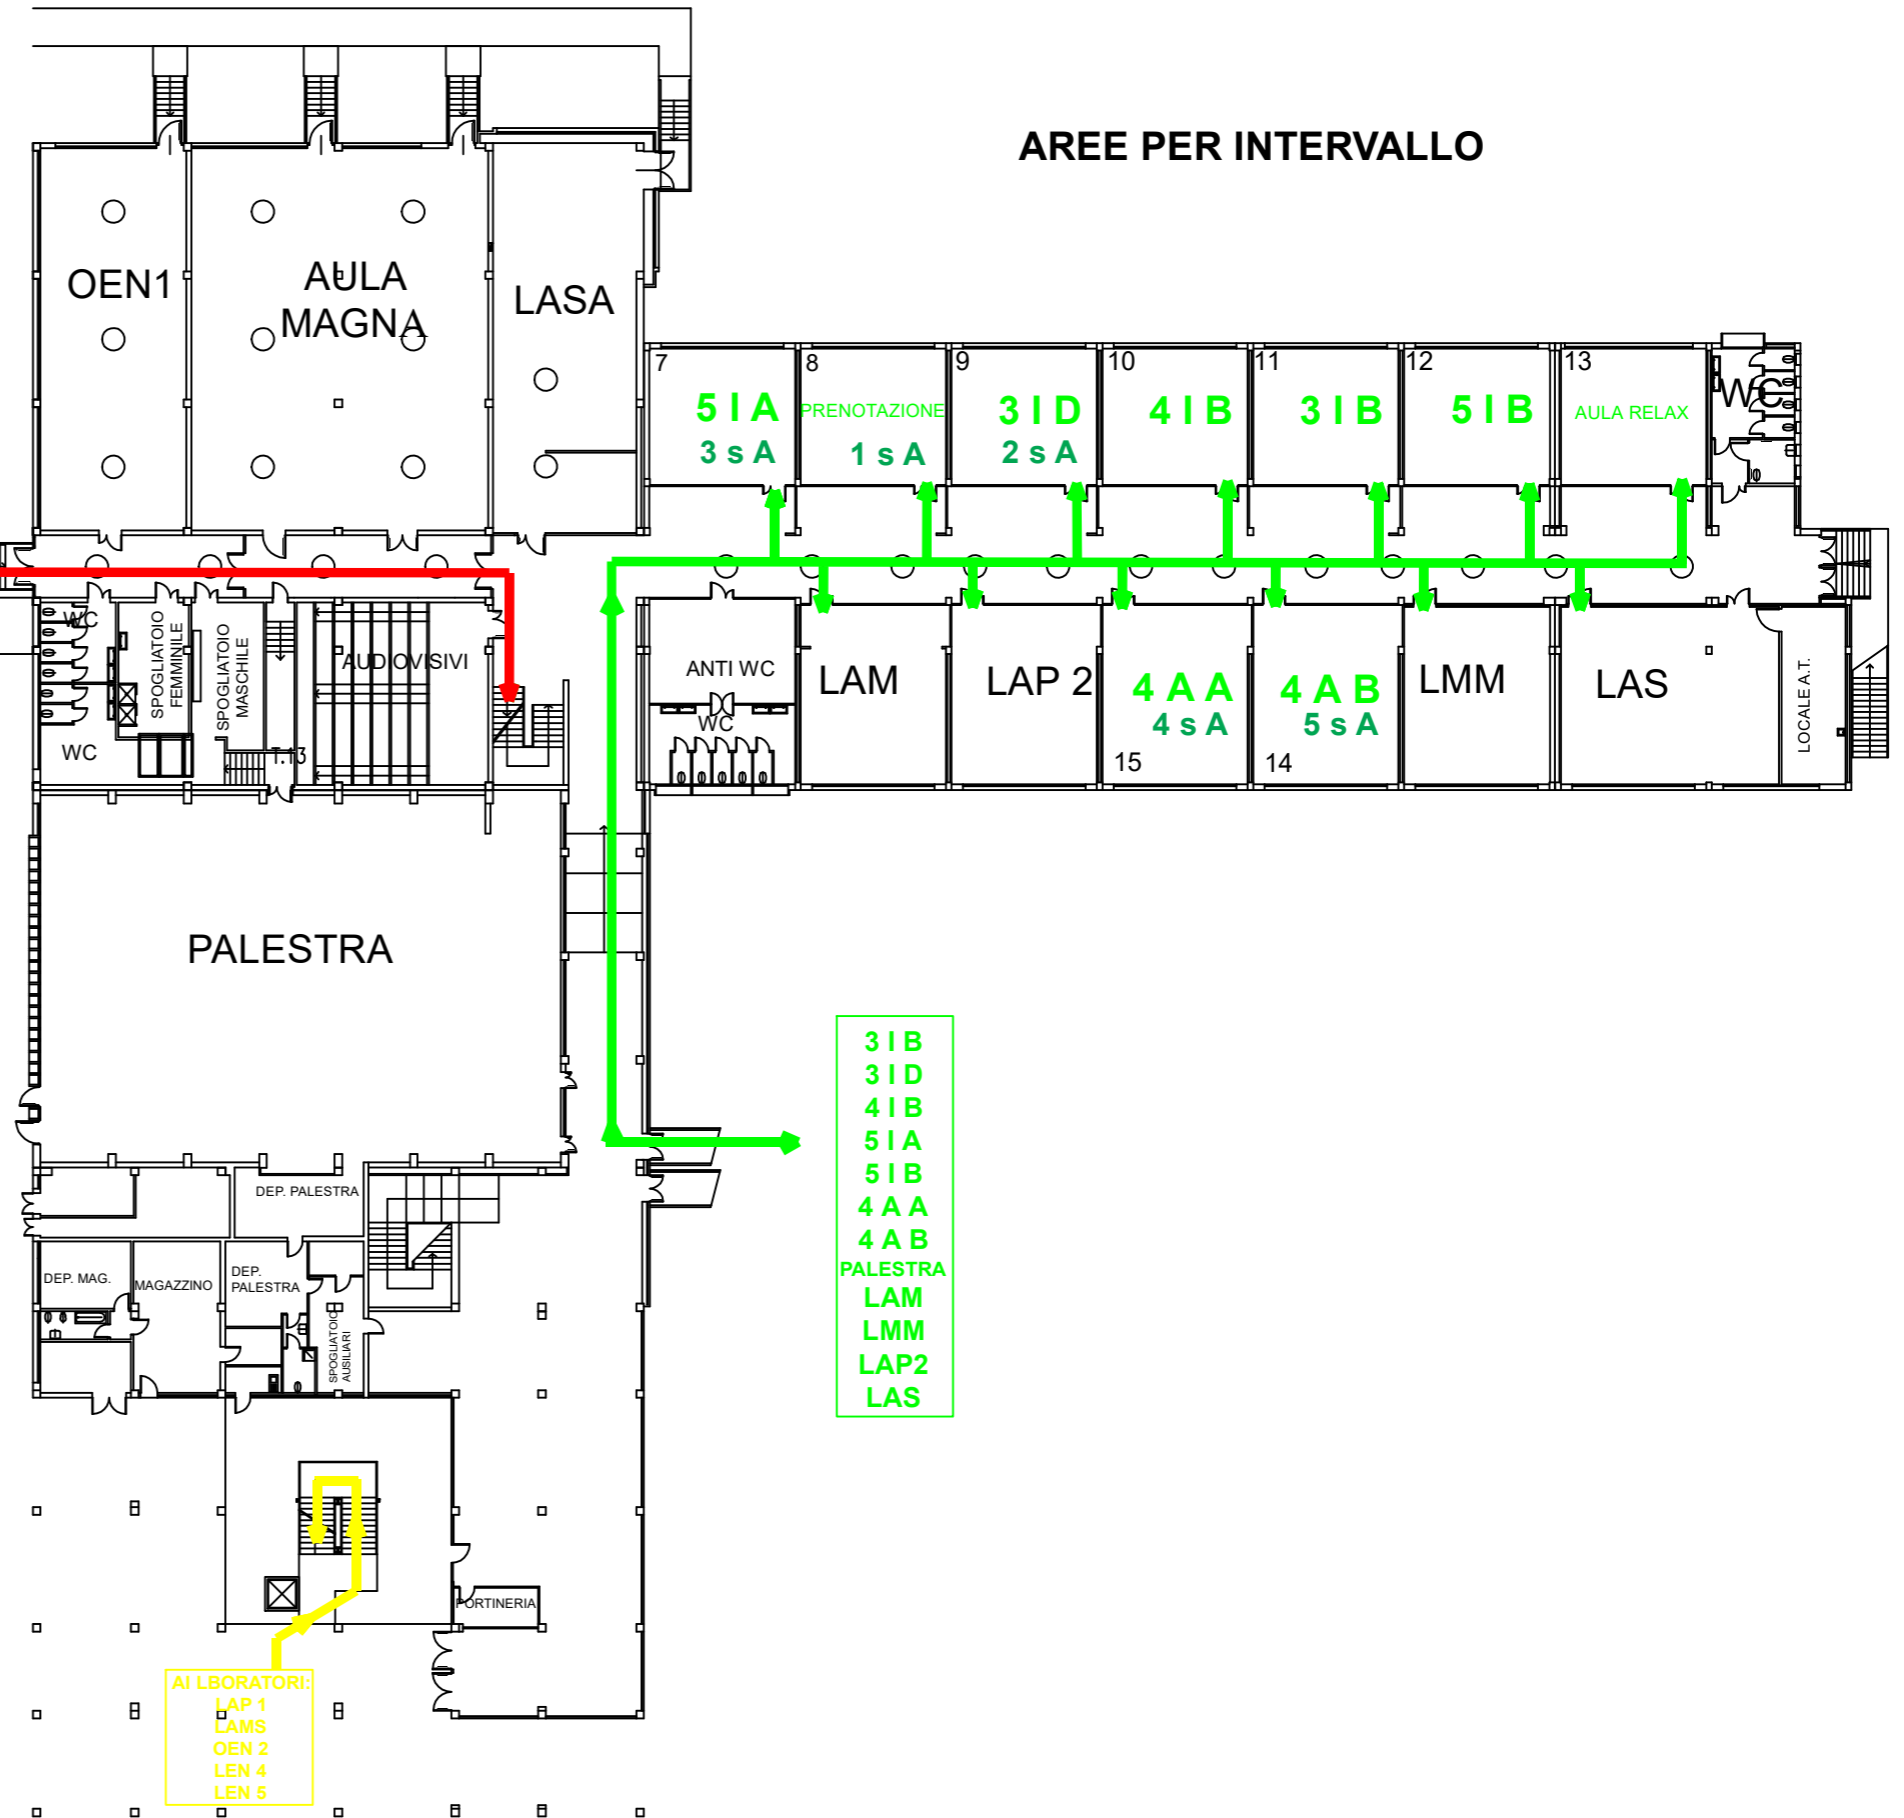 AREE PER INTERVALLO
OEN1
AULA
MAGNA
LASA
7
5 I A
3 s A
8
PRENOTAZIONE
1 s A
9
3 I D
2 s A
10
4 I B
11
3 I B
12
5 I B
13
AULA RELAX
WC
WC
SPOGLIATOIO
FEMMINILE
SPOGLIATOIO
MASCHILE
AUDIOVISIVI
WC
T.13
ANTI WC
WC
LAM
LAP 2
4 A A
4 s A
15
4 A B
5 s A
14
LMM
LAS
LOCALE A.T.
PALESTRA
3 I B
3 I D
4 I B
5 I A
5 I B
4 A A
4 A B
PALESTRA
LAM
LMM
LAP2
LAS
DEP. PALESTRA
DEP. MAG.
MAGAZZINO
DEP.
PALESTRA
SPOGLIATOIO
AUSILIARI
PORTINERIA
AI LBORATORI:
LAP 1
LAMS
OEN 2
LEN 4
LEN 5